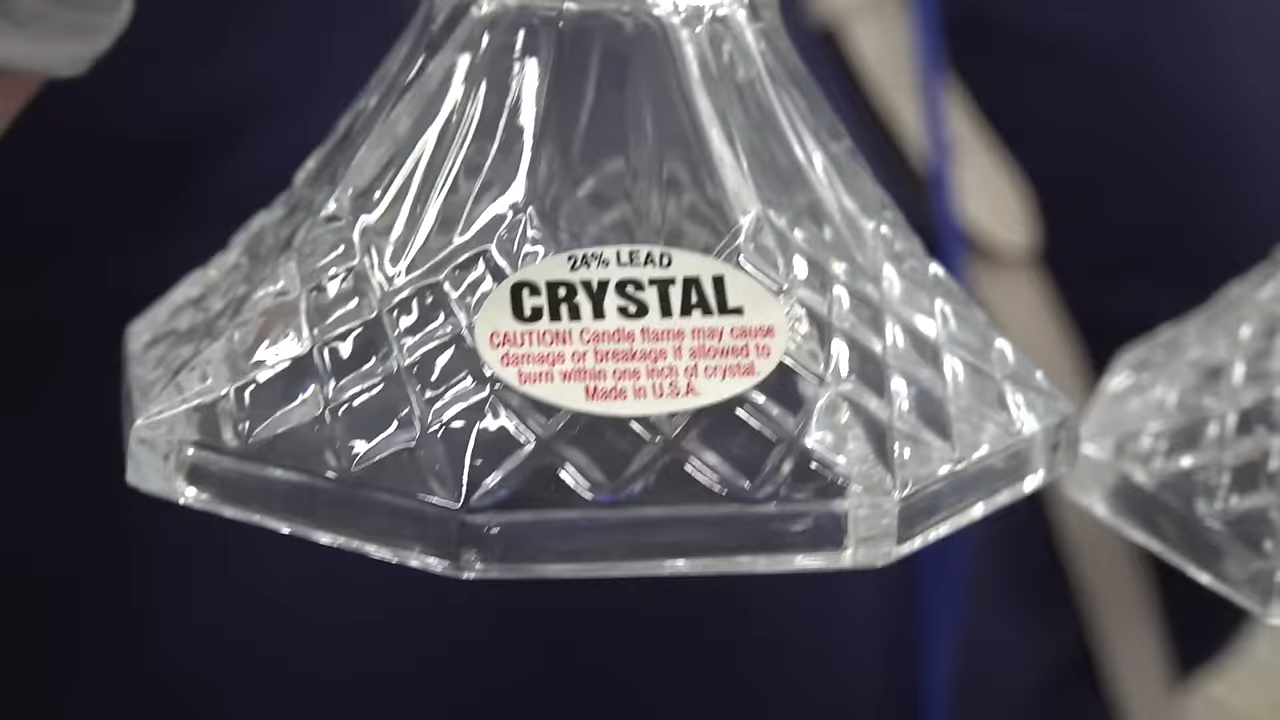 24% LEAD
CRYSTAL
CAUTION! Candle flame may cause
damage or breakage if allowed to
burn within one inch of crystal.
Made in U.S.A.